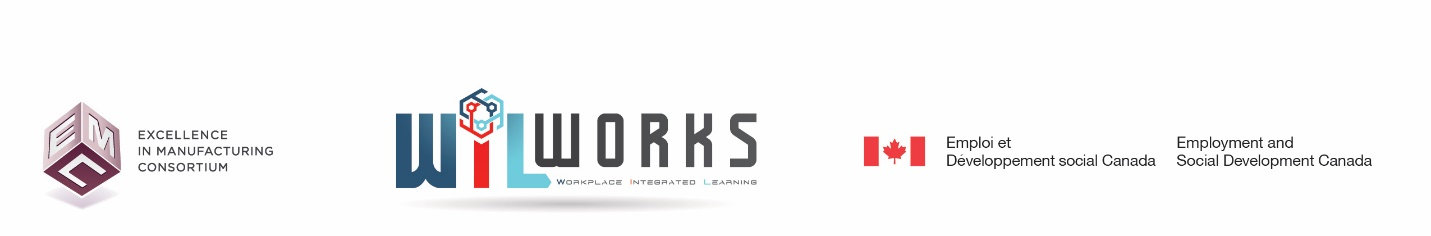 EMC
EXCELLENCE
IN MANUFACTURING
CONSORTIUM
WiLWORKS
WORKPLACE INTEGRATED LEARNING
Emploi et
Développement social Canada
Employment and
Social Development Canada